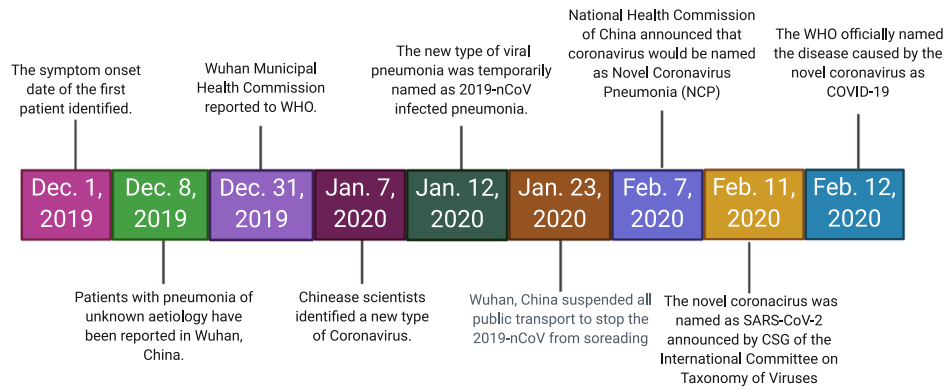 The symptom onset
date of the first
patient identified.
Wuhan Municipal
Health Commission
reported to WHO.
The new type of viral
pneumonia was temporarily
named as 2019-nCoV
infected pneumonia.
National Health Commission
of China announced that
coronavirus would be named
as Novel Coronavirus
Pneumonia (NCP)
The WHO officially named
the disease caused by the
novel coronavirus as
COVID-19
Dec. 1,
2019
Dec. 8,
2019
Dec. 31,
2019
Jan. 7,
2020
Jan. 12,
2020
Jan. 23,
2020
Feb. 7,
2020
Feb. 11,
2020
Feb. 12,
2020
Patients with pneumonia of
unknown aetiology have
been reported in Wuhan,
China.
Chinease scientists
identified a new type
of Coronavirus.
Wuhan, China suspended all
public transport to stop the
2019-nCoV from soreading
The novel coronacirus was
named as SARS-CoV-2
announced by CSG of the
International Committee on
Taxonomy of Viruses